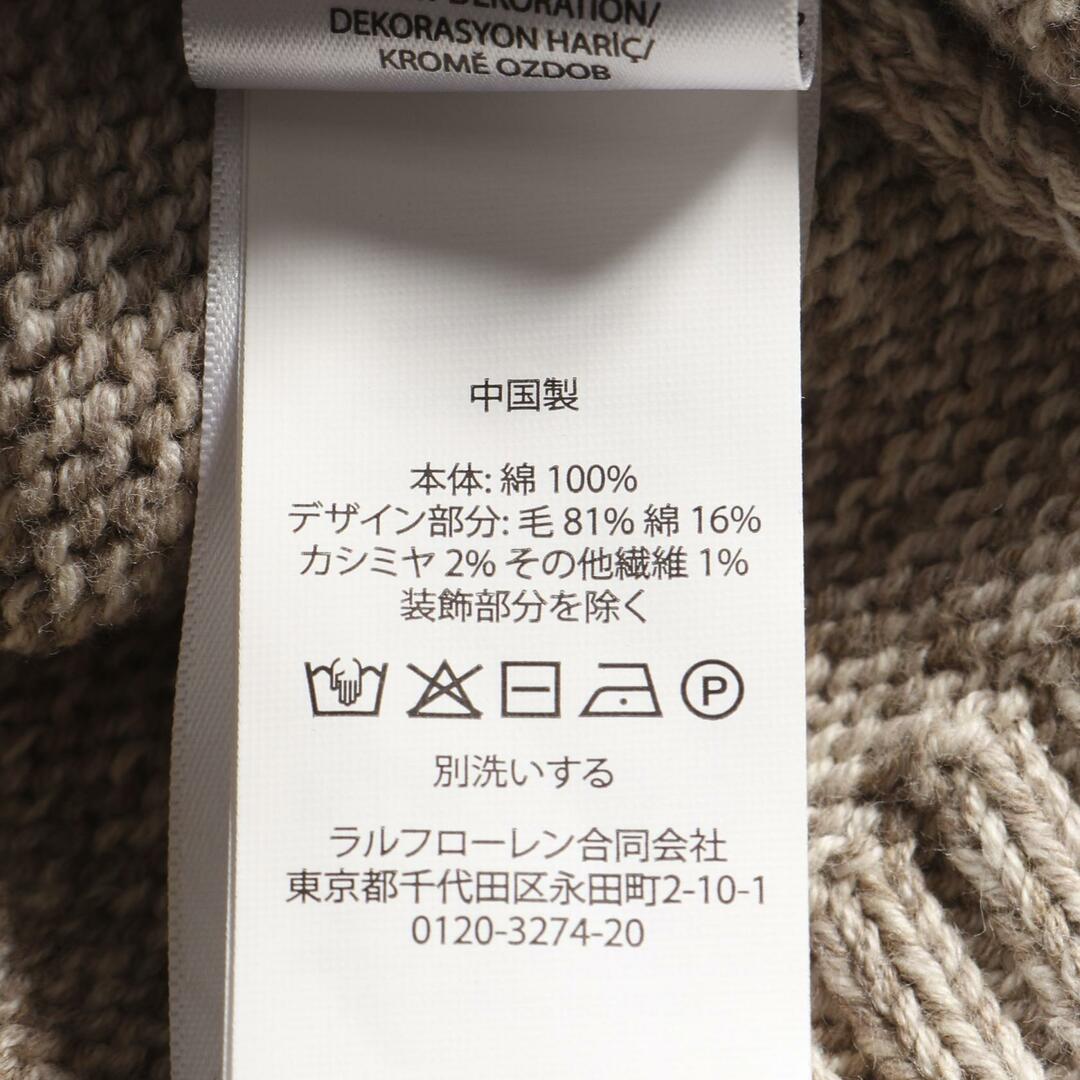 DEKORATION/
DEKORASYON HARİÇ/
KROMĚ OZDOB
中国製
本体: 綿 100%
デザイン部分: 毛 81% 綿 16%
カシミヤ 2% その他繊維 1%
装飾部分を除く
P
別洗いする
ラルフローレン合同会社
東京都千代田区永田町2-10-1
0120-3274-20